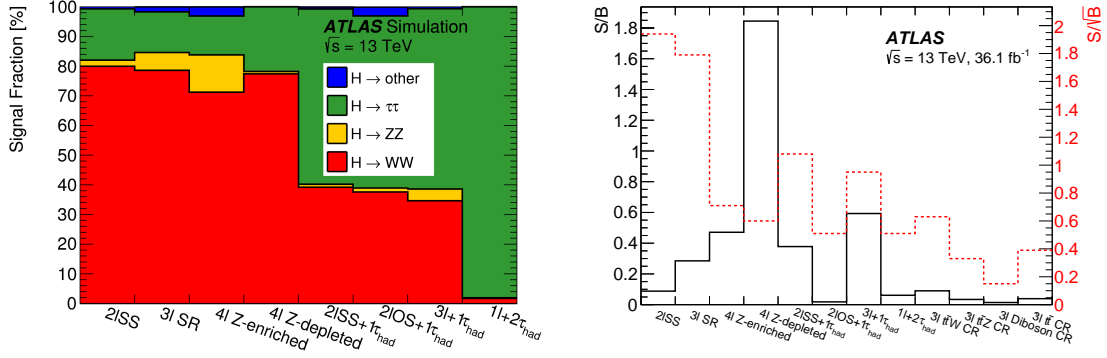 Signal Fraction [%]
100
90
80
70
60
50
40
30
20
10
0
ATLAS Simulation
√s = 13 TeV
H → other
H → ττ
H → ZZ
H → WW
2lSS
3l SR
4l Z-enriched
4l Z-depleted
2lSS+1τhad
2lOS+1τhad
3l+1τhad
1l+2τhad
S/B
1.8
1.6
1.4
1.2
1
0.8
0.6
0.4
0.2
0
ATLAS
√s = 13 TeV, 36.1 fb⁻¹
S/√B
2
1.8
1.6
1.4
1.2
1
0.8
0.6
0.4
0.2
0
2lSS
3l SR
4l Z-enriched
4l Z-depleted
2lSS+1τhad
2lOS+1τhad
3l+1τhad
1l+2τhad
3l tt̄W CR
3l tt̄Z CR
3l Diboson CR
3l tt̄ CR